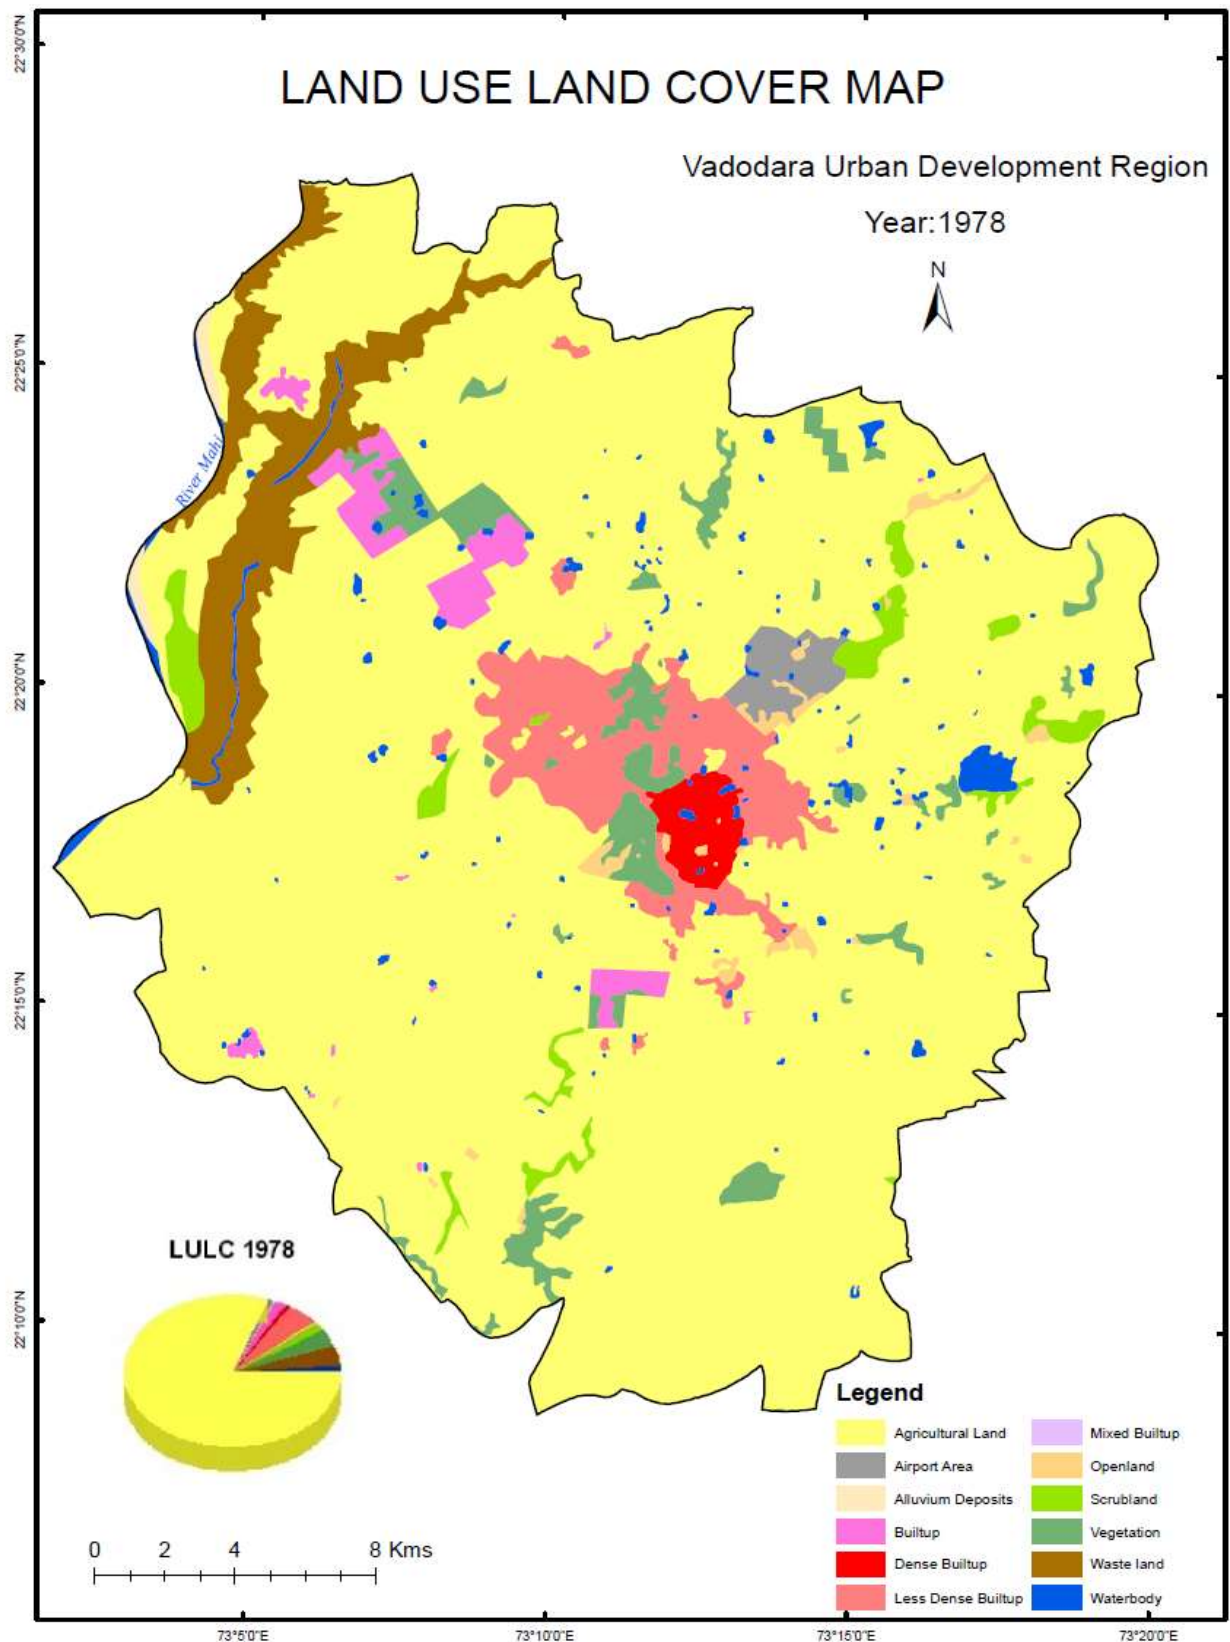 LAND USE LAND COVER MAP
Vadodara Urban Development Region
Year:1978
N
22°30'0"N
22°25'0"N
22°20'0"N
22°15'0"N
22°10'0"N
River Mahi
LULC 1978
0 2 4 8 Kms
Legend
Agricultural Land
Airport Area
Alluvium Deposits
Builtup
Dense Builtup
Less Dense Builtup
Mixed Builtup
Openland
Scrubland
Vegetation
Waste land
Waterbody
73°5'0"E 73°10'0"E 73°15'0"E 73°20'0"E